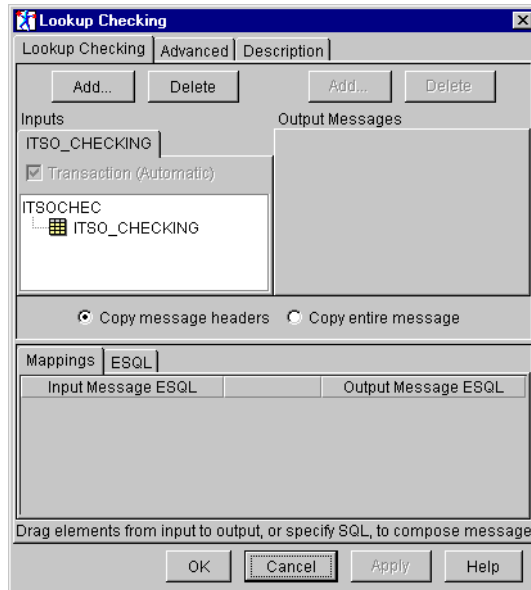 Lookup Checking
Lookup Checking Advanced Description
Add... Delete Add... Delete
Inputs Output Messages
ITSO_CHECKING
Transaction (Automatic)
ITSOCHEC
ITSO_CHECKING
Copy message headers Copy entire message
Mappings ESQL
Input Message ESQL Output Message ESQL
Drag elements from input to output, or specify SQL, to compose message
OK Cancel Apply Help